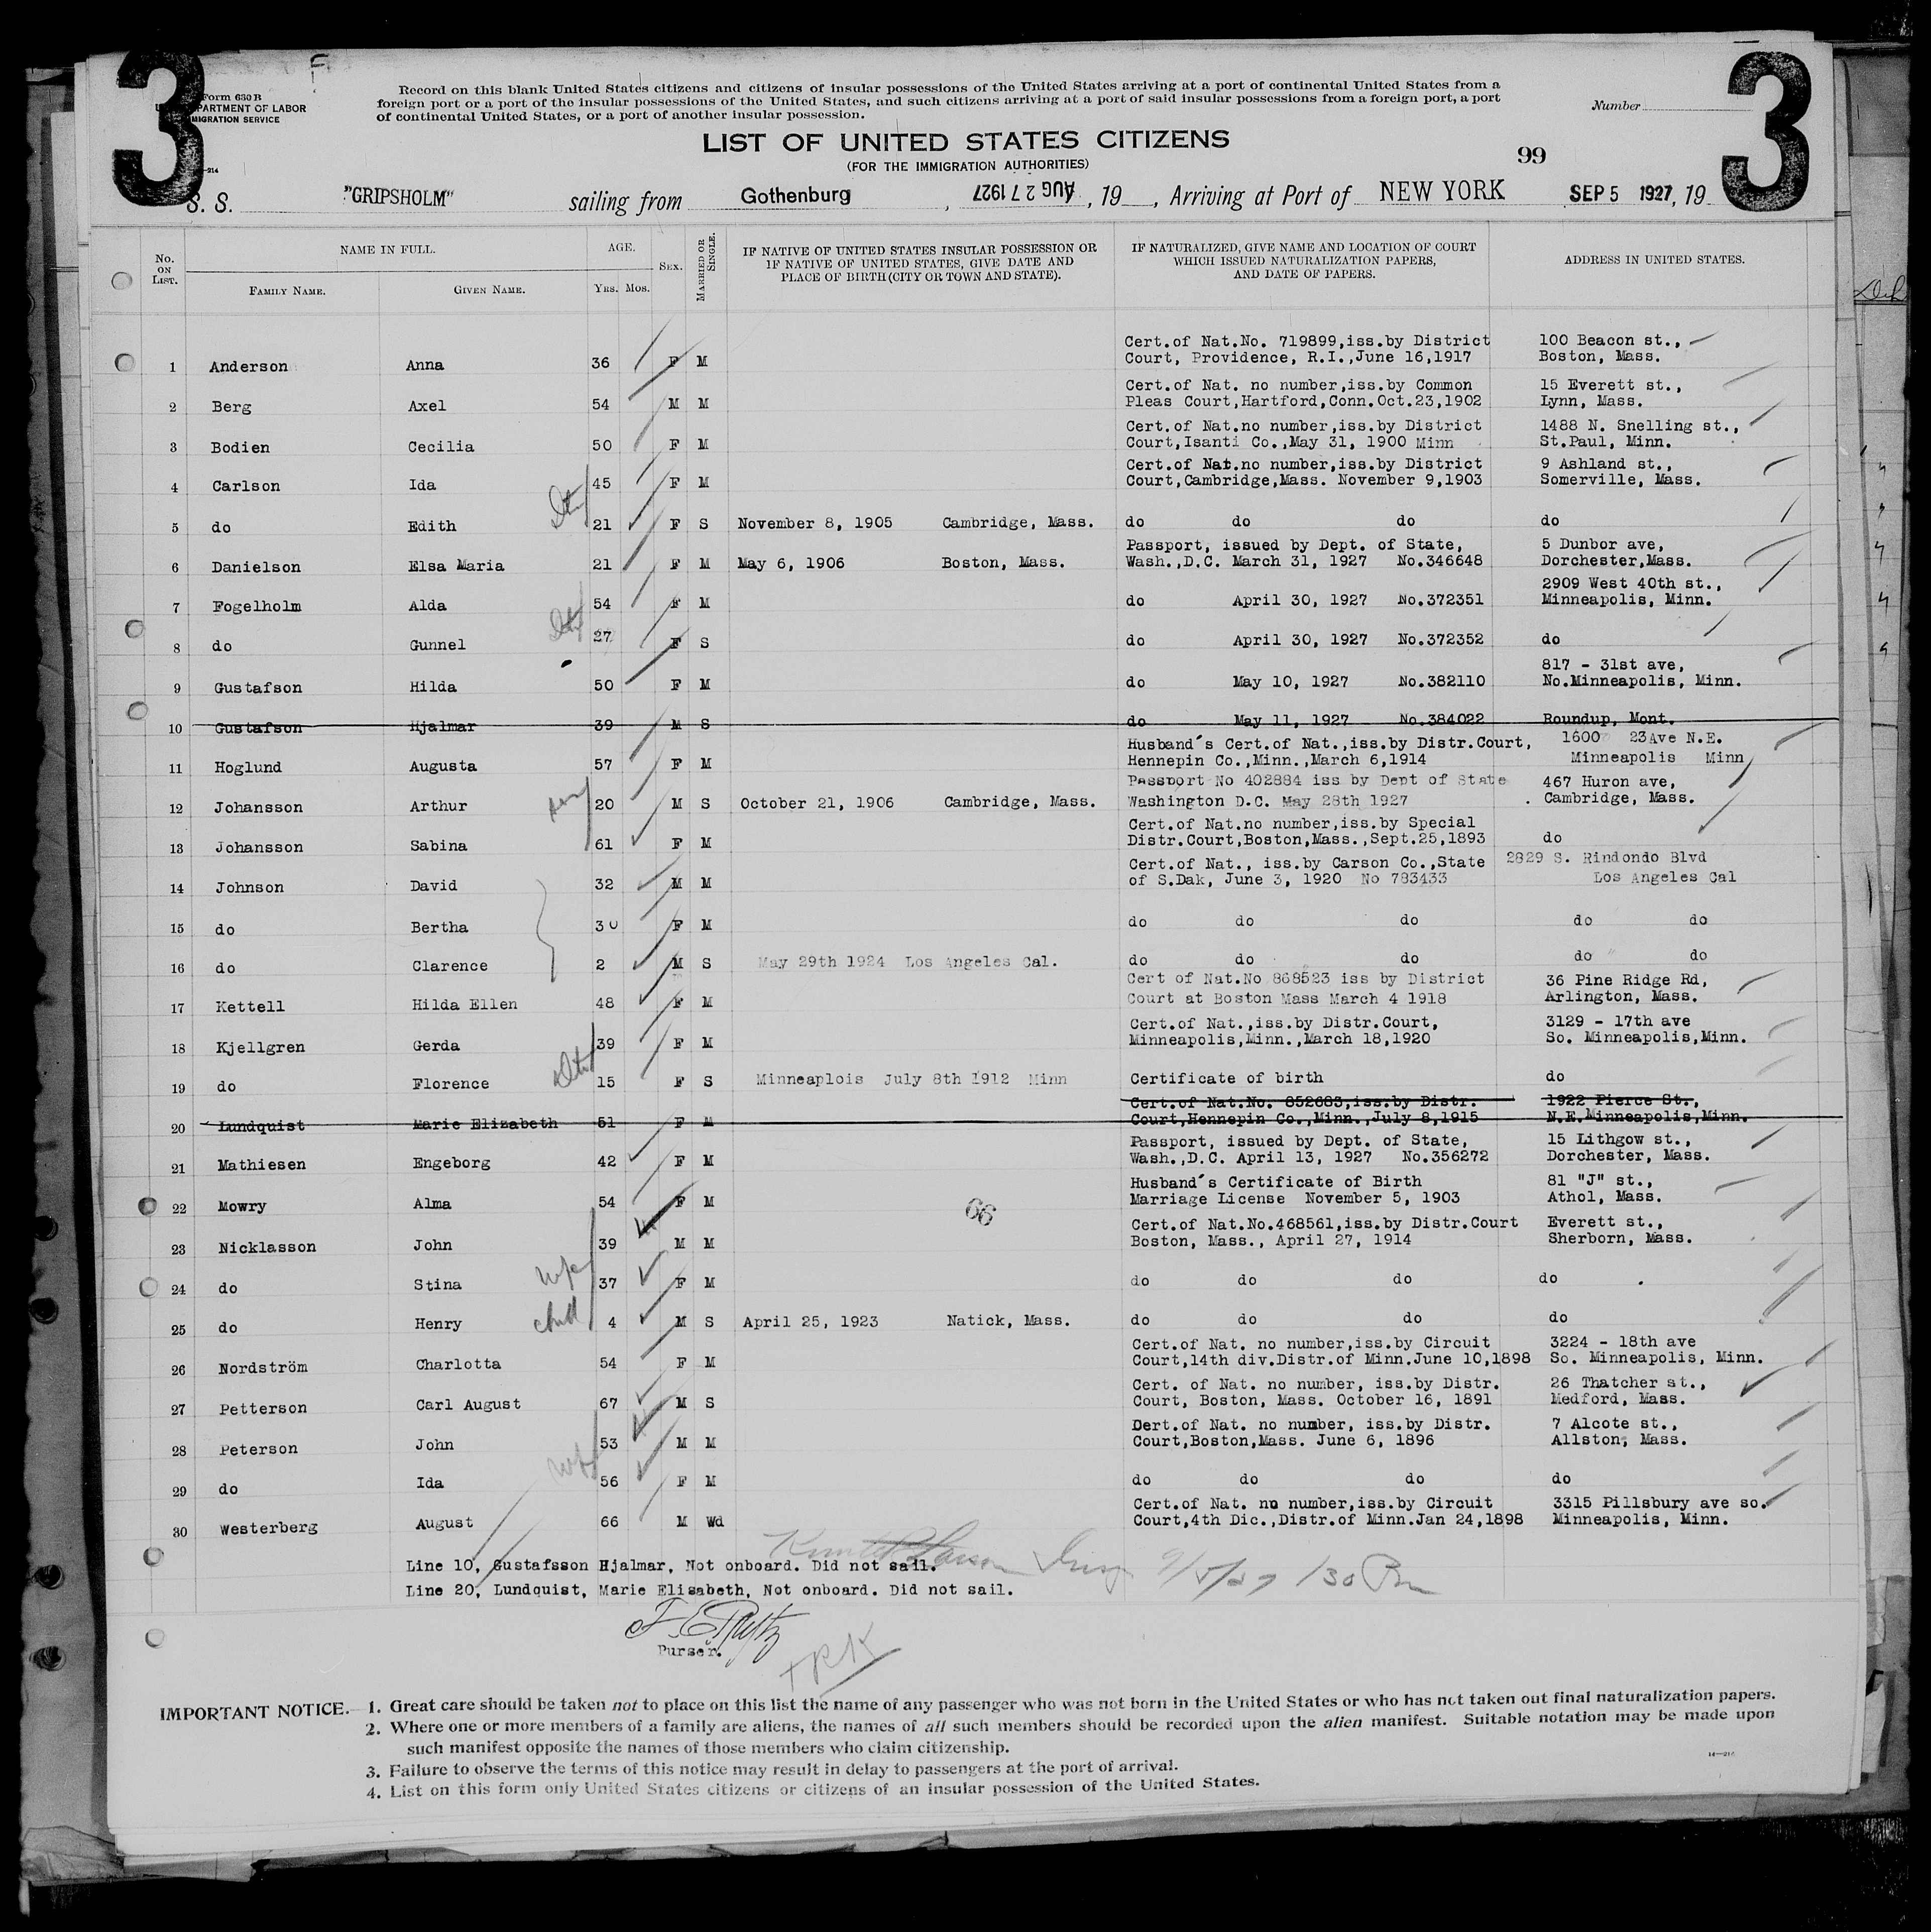 3
F
3
Form 630 B
DEPARTMENT OF LABOR
IMMIGRATION SERVICE
Record on this blank United States citizens and citizens of insular possessions of the United States arriving at a port of continental United States from a
foreign port or a port of the insular possessions of the United States, and such citizens arriving at a port of said insular possessions from a foreign port, a port
of continental United States, or a port of another insular possession.
Number
LIST OF UNITED STATES CITIZENS
(FOR THE IMMIGRATION AUTHORITIES)
99
S. S. "GRIPSHOLM" sailing from Gothenburg, AUG 27 1927, 19 , Arriving at Port of NEW YORK SEP 5 1927, 19
No. ON LIST. NAME IN FULL. AGE. SEX. MARRIED OR SINGLE. IF NATIVE OF UNITED STATES INSULAR POSSESSION OR IF NATIVE OF UNITED STATES, GIVE DATE AND PLACE OF BIRTH (CITY OR TOWN AND STATE). IF NATURALIZED, GIVE NAME AND LOCATION OF COURT WHICH ISSUED NATURALIZATION PAPERS, AND DATE OF PAPERS. ADDRESS IN UNITED STATES.
FAMILY NAME. GIVEN NAME. YRS. MOS.
Cert.of Nat.No. 719899,iss.by District 100 Beacon st.,
1 Anderson Anna 36 F M Court, Providence, R.I.,June 16,1917 Boston, Mass.
Cert.of Nat. no number,iss.by Common 15 Everett st.,
2 Berg Axel 54 M M Pleas Court,Hartford,Conn.Oct.23,1902 Lynn, Mass.
Cert.of Nat.no number,iss.by District 1488 N. Snelling st.,
3 Bodien Cecilia 50 F M Court,Isanti Co.,May 31, 1900 Minn St.Paul, Minn.
Cert.of Nat.no number,iss.by District 9 Ashland st.,
4 Carlson Ida 45 F M Court,Cambridge,Mass. November 9,1903 Somerville, Mass.
5 do Edith Dtr 21 F S November 8, 1905 Cambridge, Mass. do do do do
Passport, issued by Dept. of State, 5 Dunbor ave,
6 Danielson Elsa Maria 21 F M May 6, 1906 Boston, Mass. Wash.,D.C. March 31, 1927 No.346648 Dorchester,Mass.
2909 West 40th st.,
7 Fogelholm Alda 54 F M do April 30, 1927 No.372351 Minneapolis, Minn.
8 do Gunnel Dtr 27 F S do April 30, 1927 No.372352 do
817 - 31st ave,
9 Gustafson Hilda 50 F M do May 10, 1927 No.382110 No.Minneapolis, Minn.
10 Gustafson Hjalmar 39 M S do May 11, 1927 No.384022 Roundup, Mont.
Husband's Cert.of Nat.,iss.by Distr.Court, 1600 23Ave N.E.
11 Hoglund Augusta 57 F M Hennepin Co.,Minn.,March 6,1914 Minneapolis Minn
Passport No 402884 iss by Dept of State 467 Huron ave,
12 Johansson Arthur 20 M S October 21, 1906 Cambridge, Mass. Washington D.C. May 28th 1927 Cambridge, Mass.
Cert.of Nat.no number,iss.by Special
13 Johansson Sabina 61 F M Distr.Court,Boston,Mass.,Sept.25,1893 do
Cert.of Nat., iss.by Carson Co.,State 2829 S. Rindondo Blvd
14 Johnson David 32 M M of S.Dak, June 3, 1920 No 783433 Los Angeles Cal
15 do Bertha 30 F M do do do do do
16 do Clarence 2 M S May 29th 1924 Los Angeles Cal. do do do do do
Cert of Nat.No 868523 iss by District 36 Pine Ridge Rd,
17 Kettell Hilda Ellen 48 F M Court at Boston Mass March 4 1918 Arlington, Mass.
Cert.of Nat.,iss.by Distr.Court, 3129 - 17th ave
18 Kjellgren Gerda 39 F M Minneapolis,Minn.,March 18,1920 So. Minneapolis,Minn.
19 do Florence Dtr 15 F S Minneaplois July 8th 1912 Minn Certificate of birth do
Cert.of Nat.No. 852683,iss.by Distr. 1922 Pierce St.,
20 Lundquist Marie Elizabeth 51 F M Court,Hennepin Co.,Minn.,July 8,1915 N.E.Minneapolis,Minn.
Passport, issued by Dept. of State, 15 Lithgow st.,
21 Mathiesen Engeborg 42 F M Wash.,D.C. April 13, 1927 No.356272 Dorchester, Mass.
Husband's Certificate of Birth 81 "J" st.,
22 Mowry Alma 54 F M 66 Marriage License November 5, 1903 Athol, Mass.
Cert.of Nat.No.468561,iss.by Distr.Court Everett st.,
23 Nicklasson John 39 M M Boston, Mass., April 27, 1914 Sherborn, Mass.
24 do Stina wife 37 F M do do do do
25 do Henry child 4 M S April 25, 1923 Natick, Mass. do do do do
Cert.of Nat. no number,iss.by Circuit 3224 - 18th ave
26 Nordström Charlotta 54 F M Court,14th div.Distr.of Minn.June 10,1898 So. Minneapolis, Minn.
Cert. of Nat. no number, iss.by Distr. 26 Thatcher st.,
27 Petterson Carl August 67 M S Court, Boston, Mass. October 16, 1891 Medford, Mass.
Dert.of Nat. no number, iss.by Distr. 7 Alcote st.,
28 Peterson John 53 M M Court,Boston,Mass. June 6, 1896 Allston, Mass.
29 do Ida wife 56 F M do do do do
Cert.of Nat. no number,iss.by Circuit 3315 Pillsbury ave so.
30 Westerberg August 66 M Wd Court,4th Dic.,Distr.of Minn.Jan 24,1898 Minneapolis, Minn.
Line 10, Gustafsson Hjalmar, Not onboard. Did not sail.
9/5/27 130 Pm
Line 20, Lundquist, Marie Elisabeth, Not onboard. Did not sail.
Purser.
IMPORTANT NOTICE.—1. Great care should be taken not to place on this list the name of any passenger who was not born in the United States or who has not taken out final naturalization papers.
2. Where one or more members of a family are aliens, the names of all such members should be recorded upon the alien manifest. Suitable notation may be made upon
such manifest opposite the names of those members who claim citizenship.
3. Failure to observe the terms of this notice may result in delay to passengers at the port of arrival.
4. List on this form only United States citizens or citizens of an insular possession of the United States.